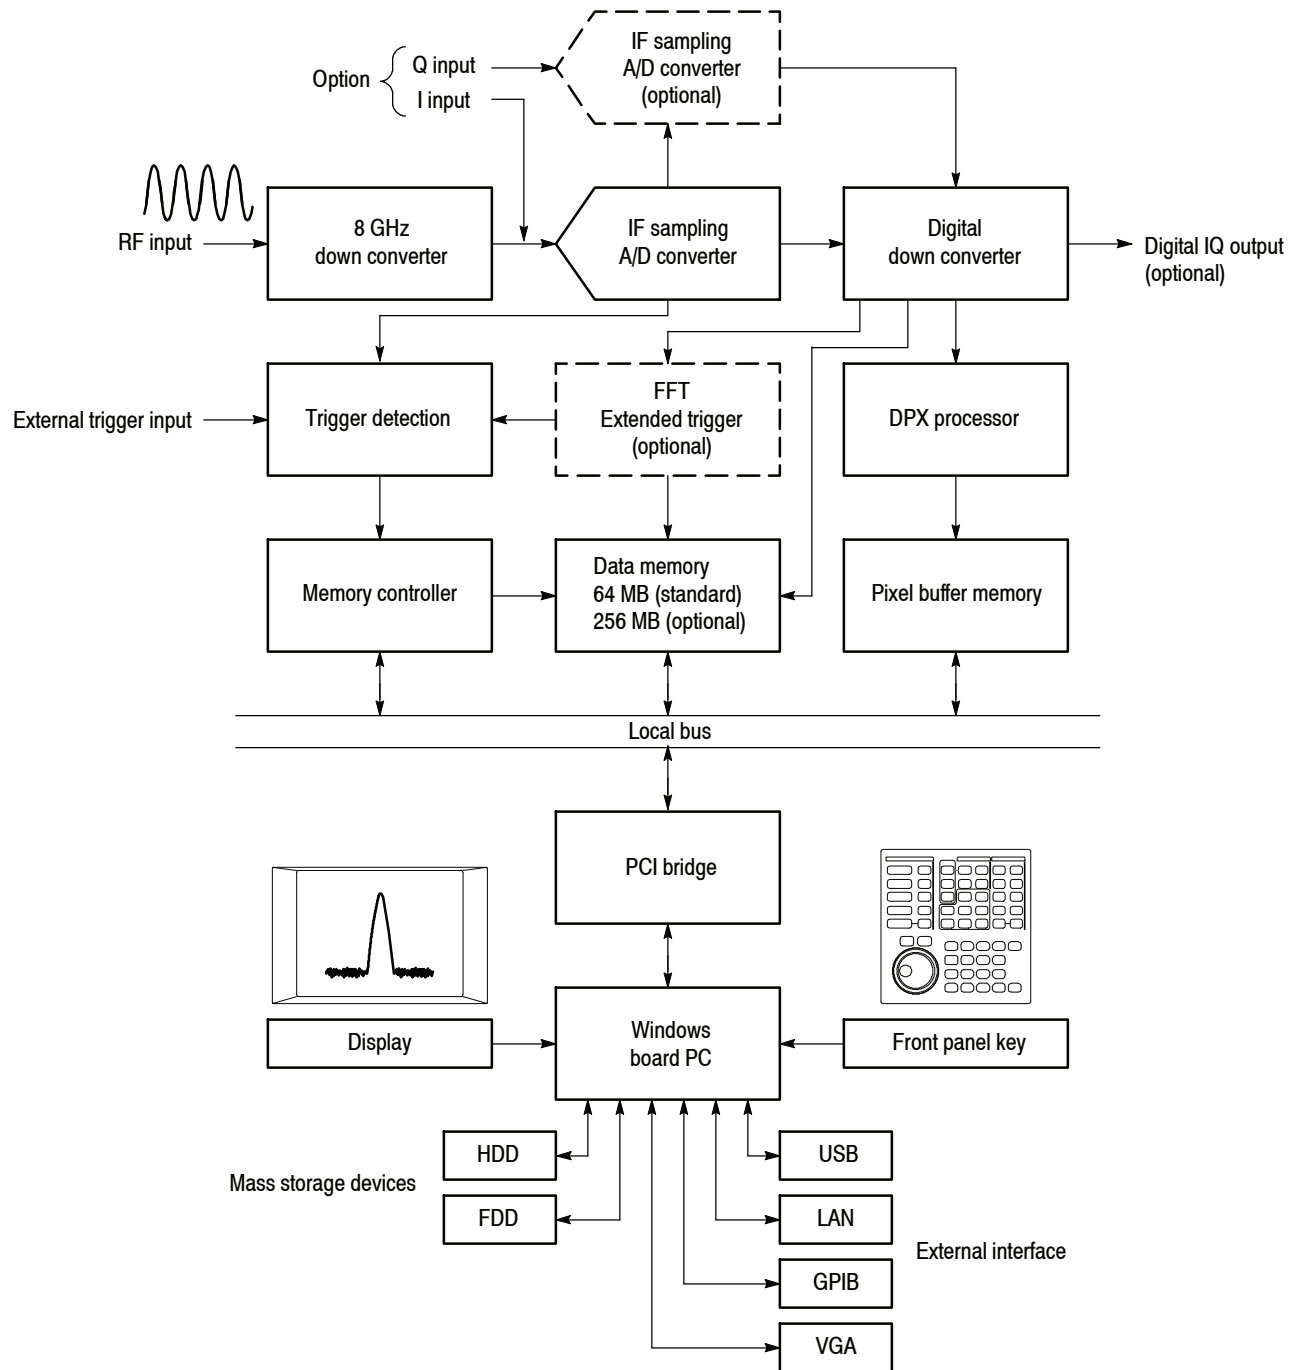 IF sampling
A/D converter
(optional)
Option
Q input
I input
RF input
8 GHz
down converter
IF sampling
A/D converter
Digital
down converter
Digital IQ output
(optional)
External trigger input
Trigger detection
FFT
Extended trigger
(optional)
DPX processor
Memory controller
Data memory
64 MB (standard)
256 MB (optional)
Pixel buffer memory
Local bus
PCI bridge
Display
Windows
board PC
Front panel key
Mass storage devices
HDD
FDD
USB
LAN
GPIB
VGA
External interface